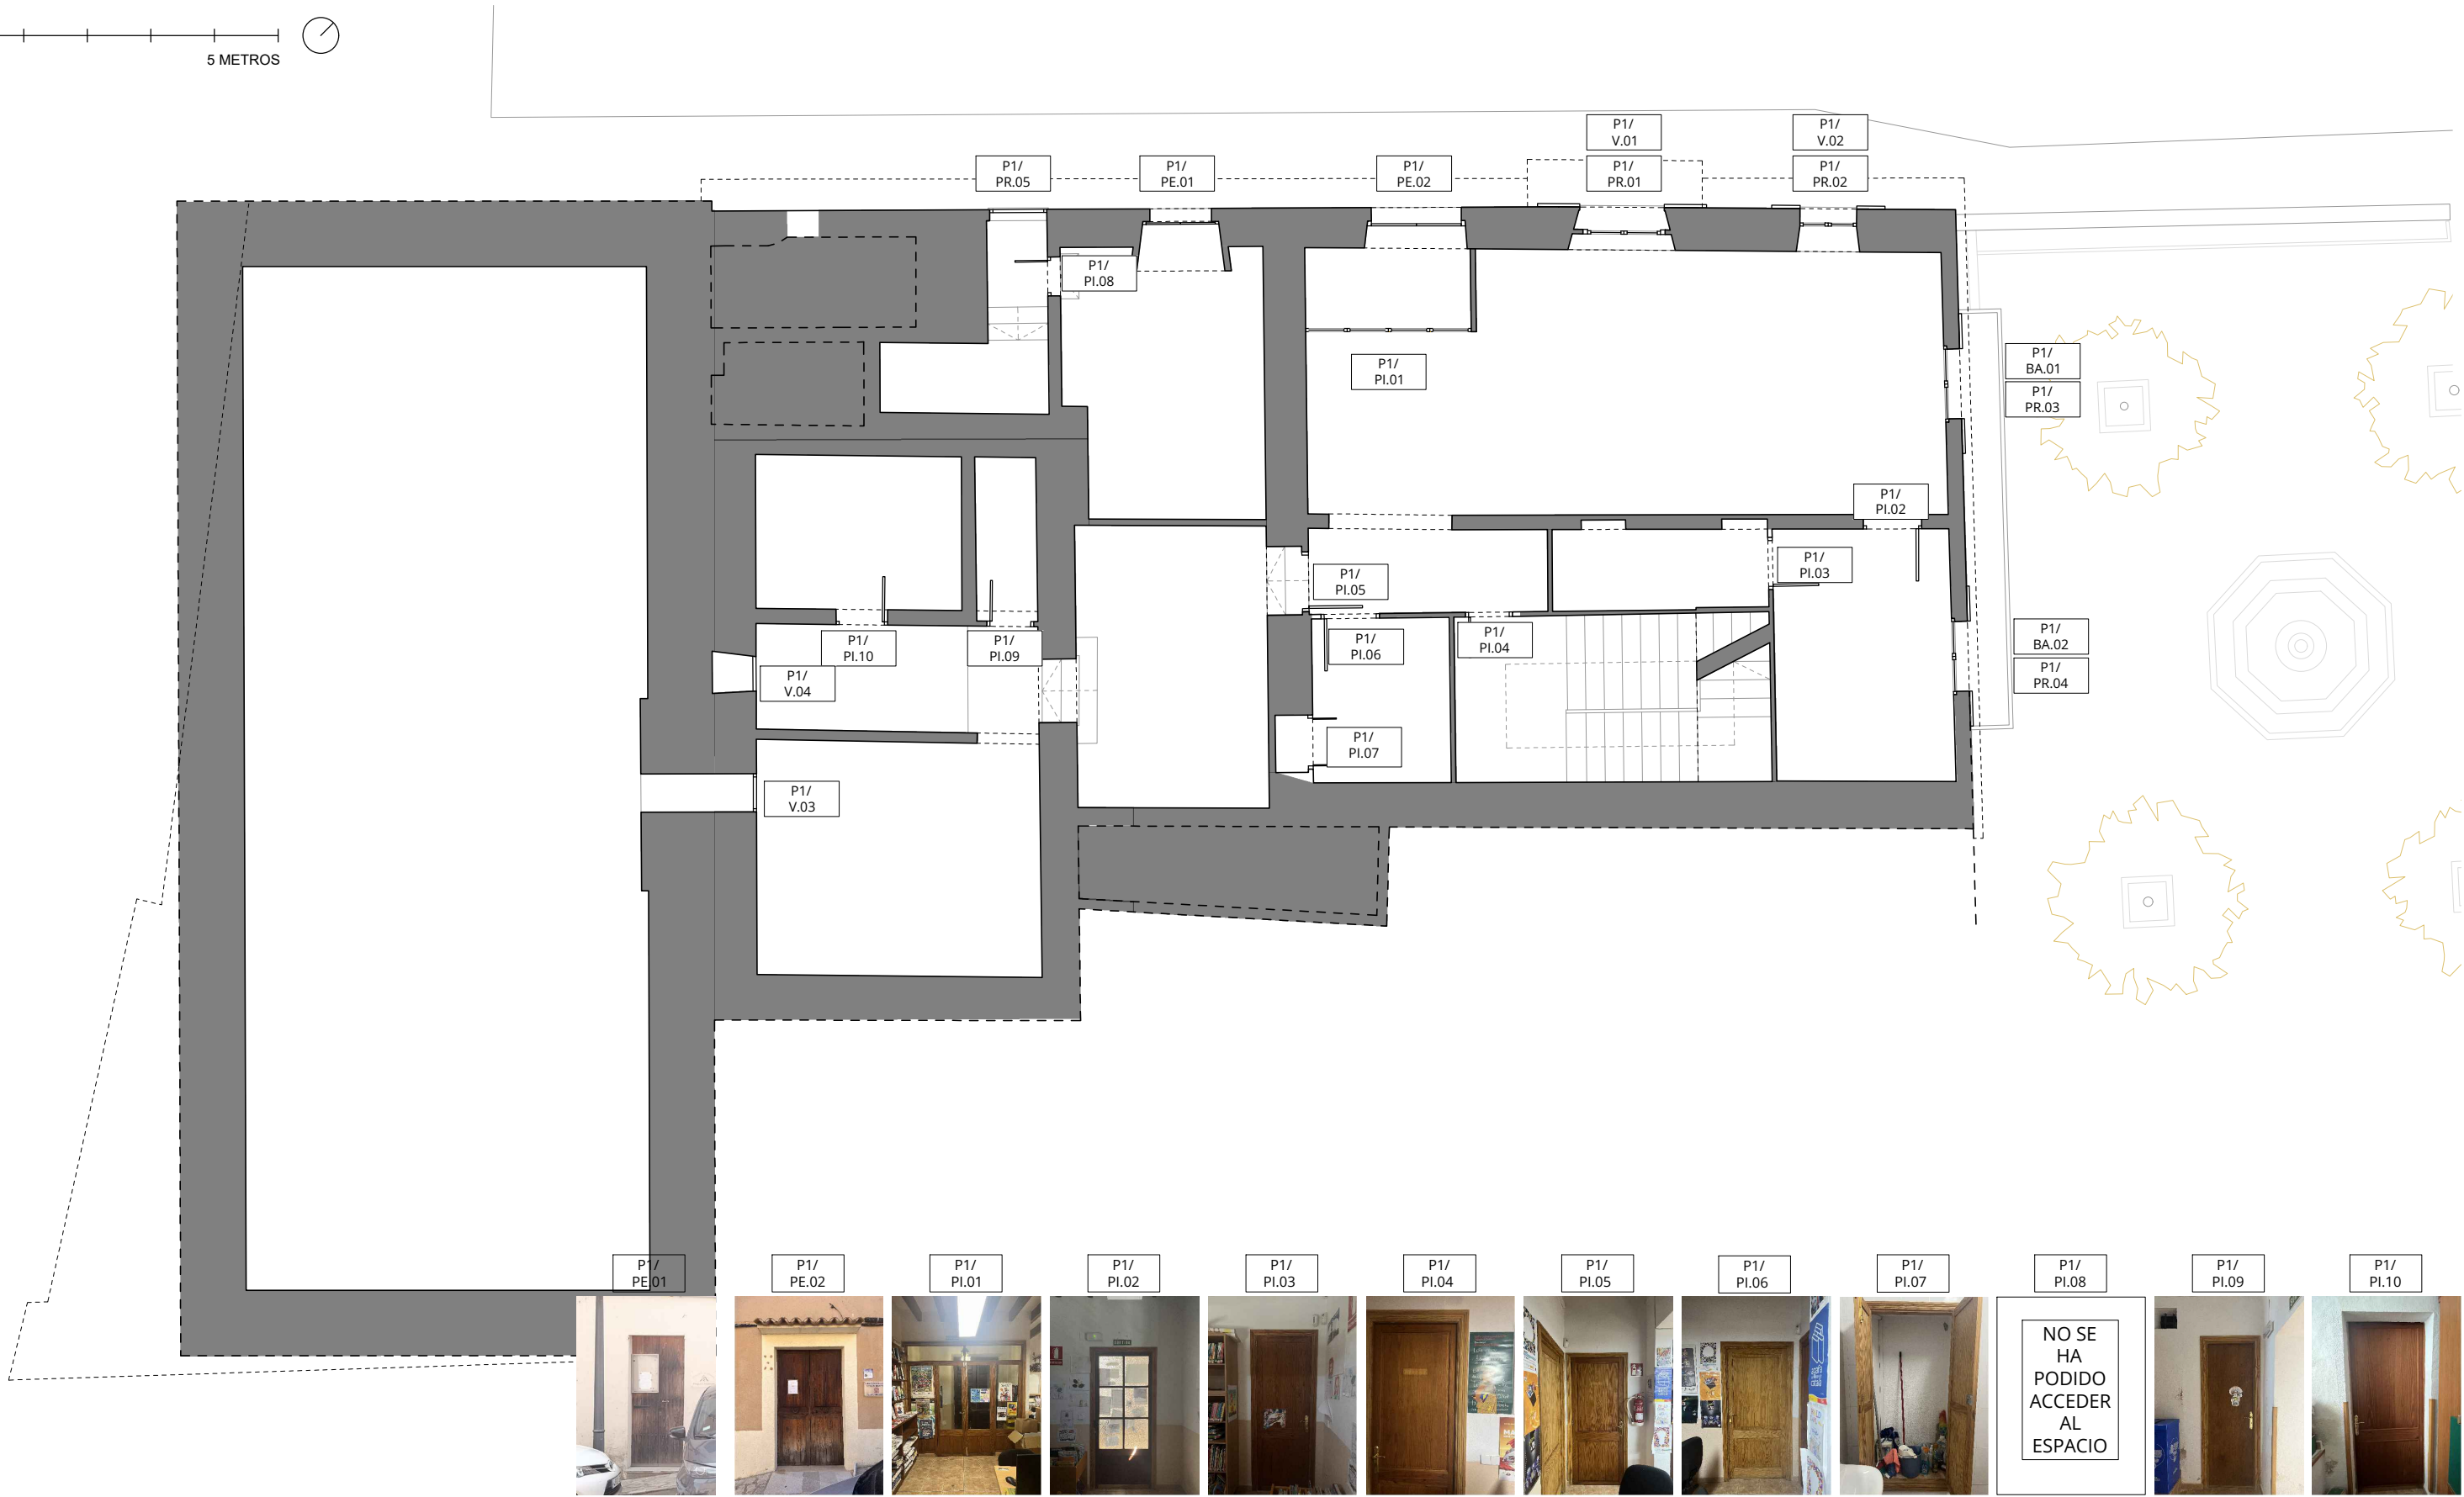 5 METROS
P1/
V.01
P1/
V.02
P1/
PR.05
P1/
PE.01
P1/
PE.02
P1/
PR.01
P1/
PR.02
P1/
PI.08
P1/
PI.01
P1/
BA.01
P1/
PR.03
P1/
PI.02
P1/
PI.03
P1/
PI.05
P1/
PI.10
P1/
PI.09
P1/
PI.06
P1/
PI.04
P1/
BA.02
P1/
V.04
P1/
PR.04
P1/
PI.07
P1/
V.03
P1/
PE.01
P1/
PE.02
P1/
PI.01
P1/
PI.02
P1/
PI.03
P1/
PI.04
P1/
PI.05
P1/
PI.06
P1/
PI.07
P1/
PI.08
P1/
PI.09
P1/
PI.10
NO SE
HA
PODIDO
ACCEDER
AL
ESPACIO